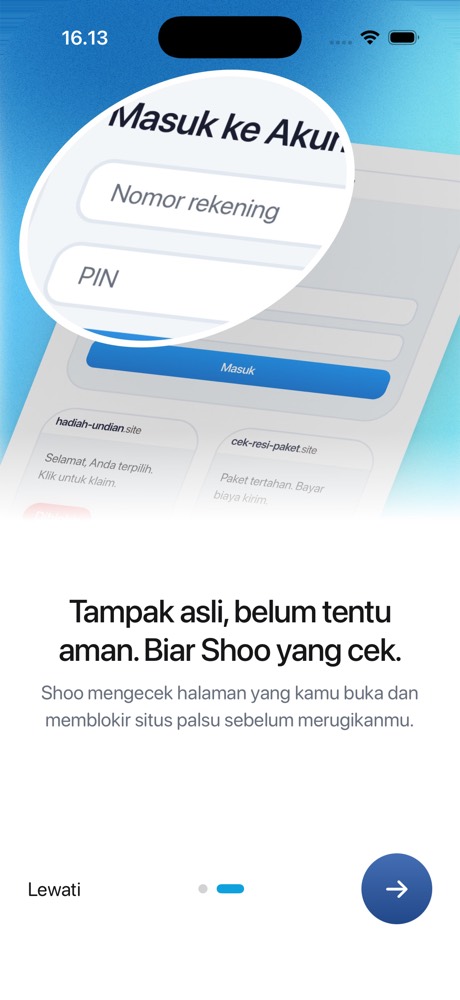 16.13
Masuk ke Akun
Nomor rekening
PIN
Masuk
hadiah-undian.site
Selamat, Anda terpilih.
Klik untuk klaim.
cek-resi-paket.site
Paket tertahan. Bayar
biaya kirim.
Tampak asli, belum tentu
aman. Biar Shoo yang cek.
Shoo mengecek halaman yang kamu buka dan
memblokir situs palsu sebelum merugikanmu.
Lewati